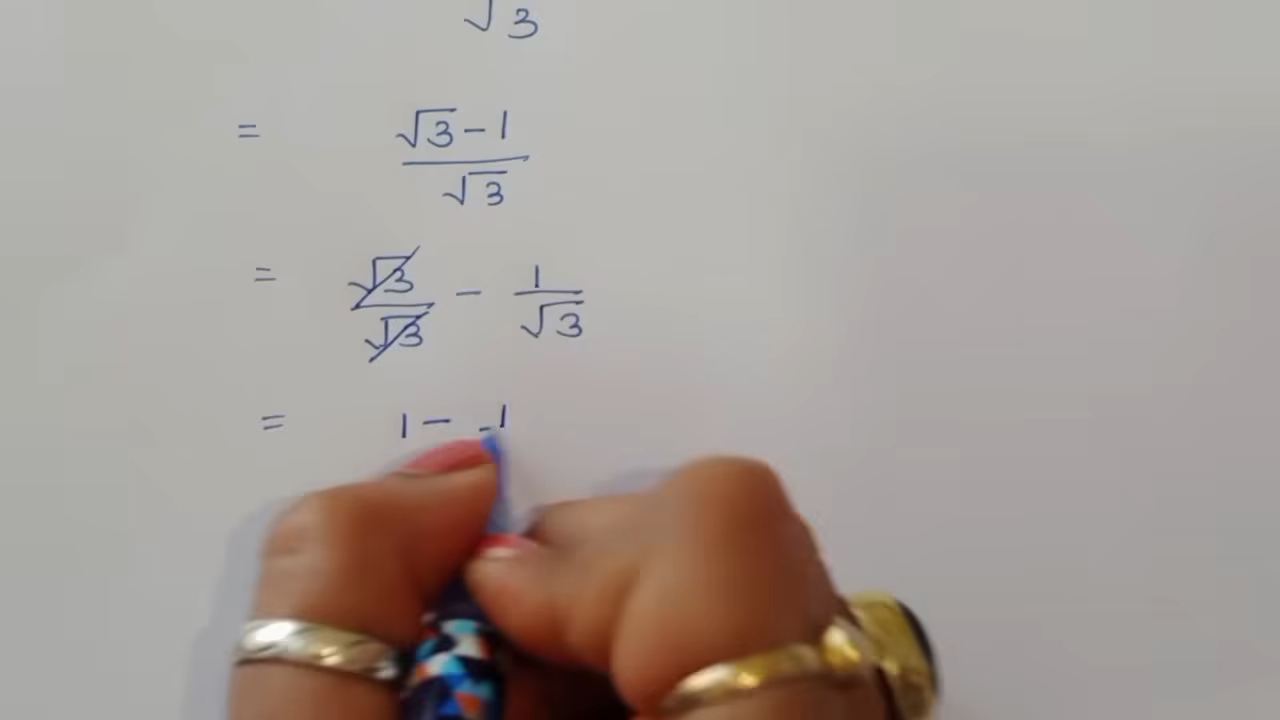 √3
= √3 - 1 / √3
= √3 / √3 - 1 / √3
= 1 - 1